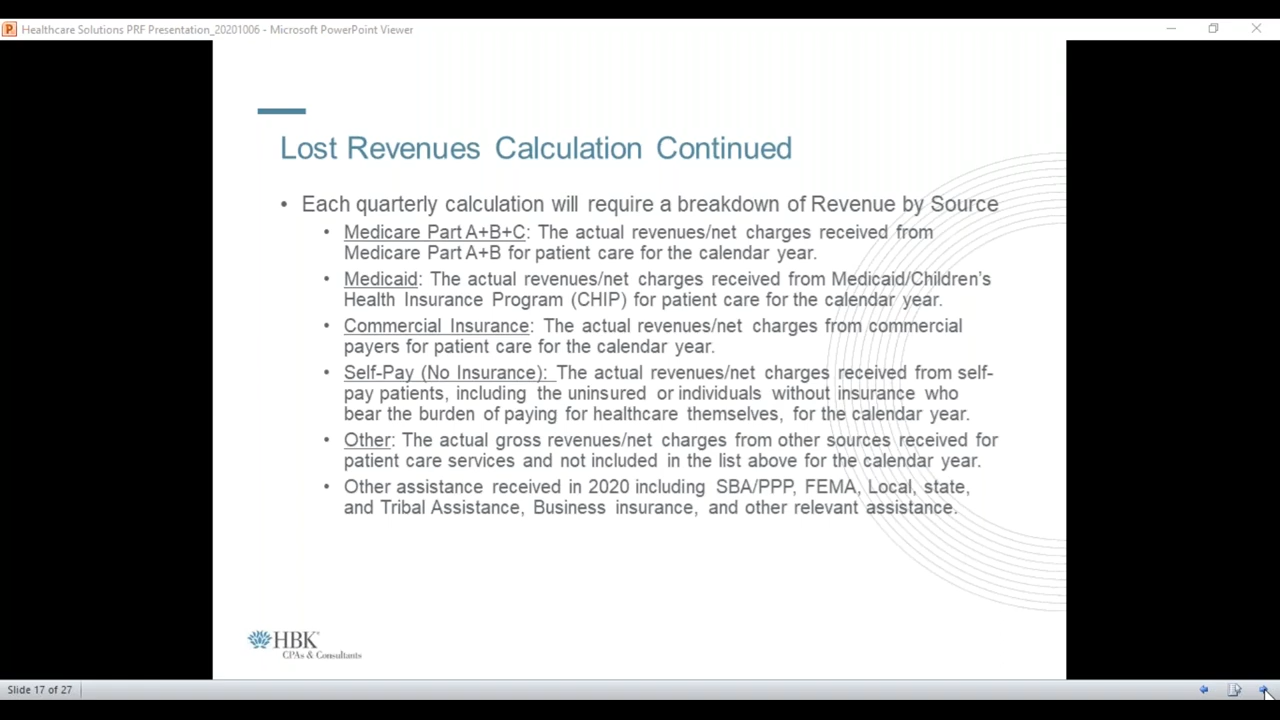 Healthcare Solutions PRF Presentation_20201006 - Microsoft PowerPoint Viewer
Lost Revenues Calculation Continued
• Each quarterly calculation will require a breakdown of Revenue by Source
• Medicare Part A+B+C: The actual revenues/net charges received from
Medicare Part A+B for patient care for the calendar year.
• Medicaid: The actual revenues/net charges received from Medicaid/Children's
Health Insurance Program (CHIP) for patient care for the calendar year.
• Commercial Insurance: The actual revenues/net charges from commercial
payers for patient care for the calendar year.
• Self-Pay (No Insurance): The actual revenues/net charges received from self-
pay patients, including the uninsured or individuals without insurance who
bear the burden of paying for healthcare themselves, for the calendar year.
• Other: The actual gross revenues/net charges from other sources received for
patient care services and not included in the list above for the calendar year.
• Other assistance received in 2020 including SBA/PPP, FEMA, Local, state,
and Tribal Assistance, Business insurance, and other relevant assistance.
HBK
CPAs & Consultants
Slide 17 of 27